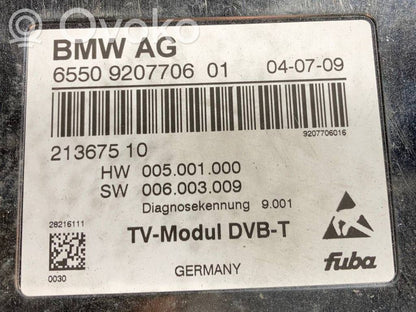 OVOKO
BMW AG
6550 9207706 01 04-07-09
9207706016
213675 10
HW 005.001.000
SW 006.003.009
Diagnosekennung 9.001
28216111
TV-Modul DVB-T
0030
GERMANY
fuba